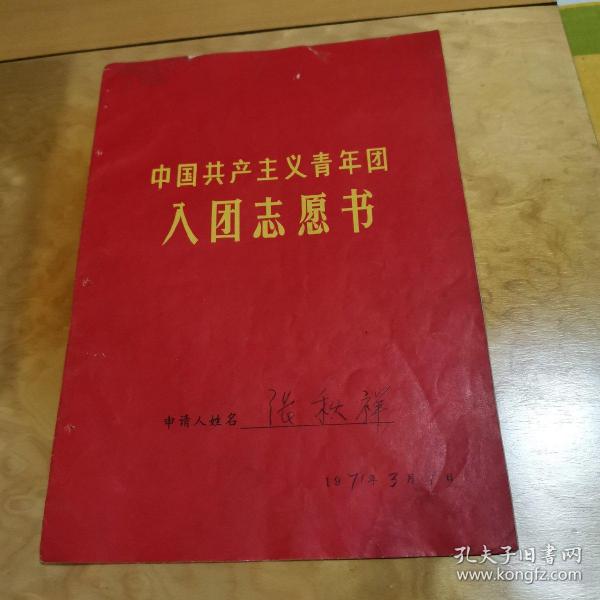 中国共产主义青年团
入团志愿书
申请人姓名 张秋祥
1971年3月 日
孔夫子旧书网
www.kongfz.com